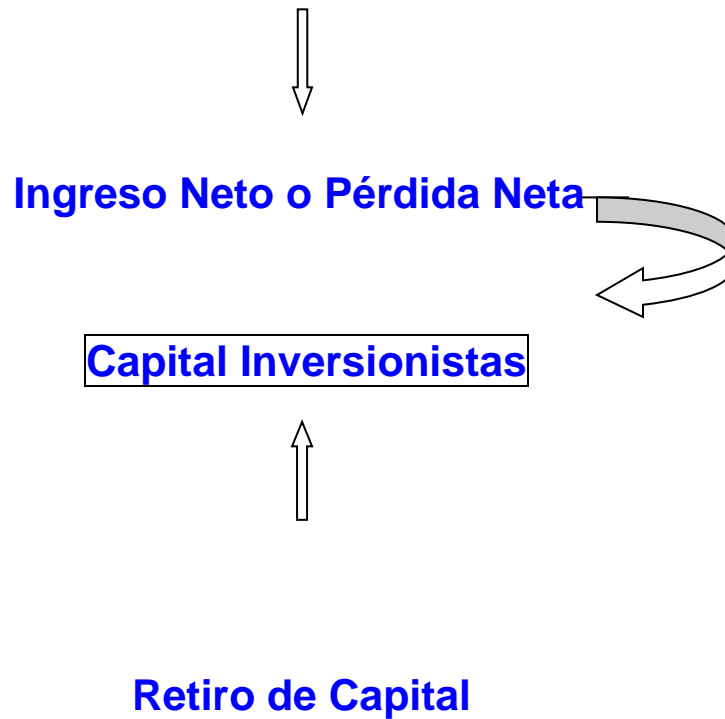 Ingreso Neto o Pérdida Neta
Capital Inversionistas
Retiro de Capital